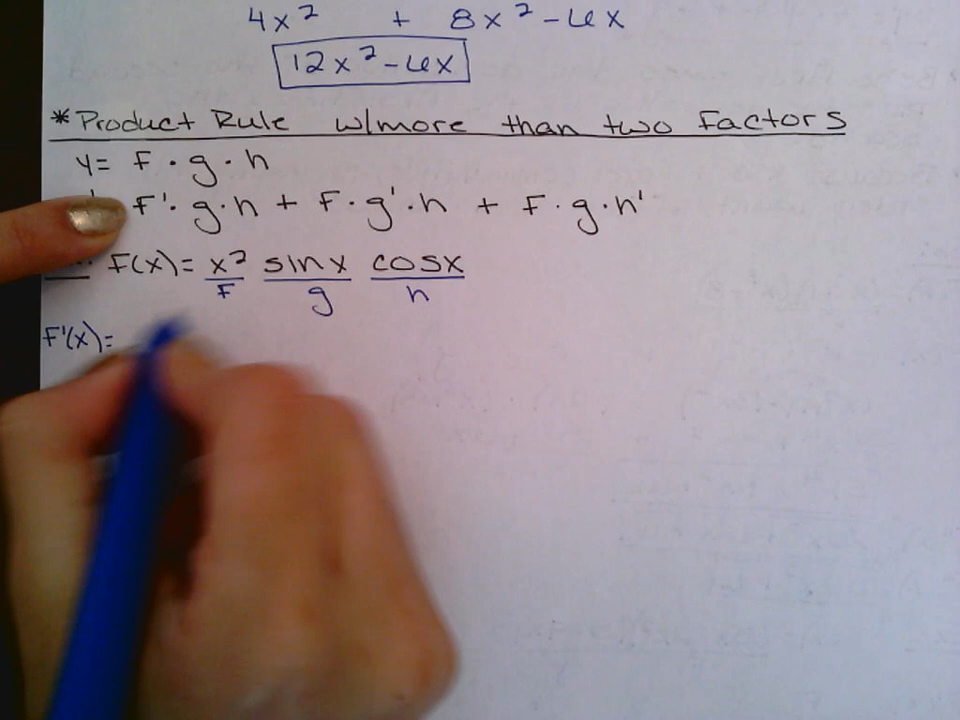 4x² + 8x² - 6x
12x² - 6x
*Product Rule w/more than two factors
y = f · g · h
f' · g · h + f · g' · h + f · g · h'
f(x) = x² sin x cos x
f g h
f'(x) =